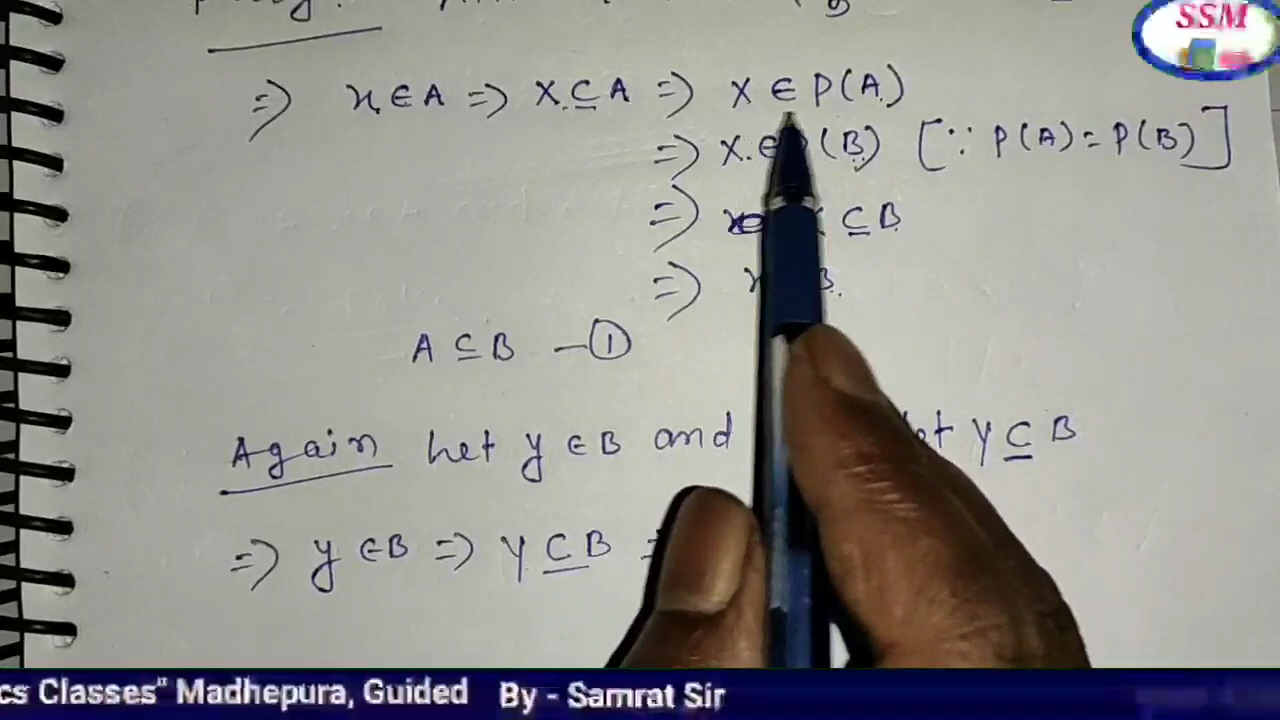 SSM
=> x ∈ A => X ⊆ A => X ∈ P(A)
=> X ∈ P(B) [∵ P(A) = P(B)]
=> ⊆ B
=> B.
A ⊆ B — ①
Again Let y ∈ B and Y ⊆ B
=> y ∈ B => Y ⊆ B
cs Classes" Madhepura, Guided By - Samrat Sir